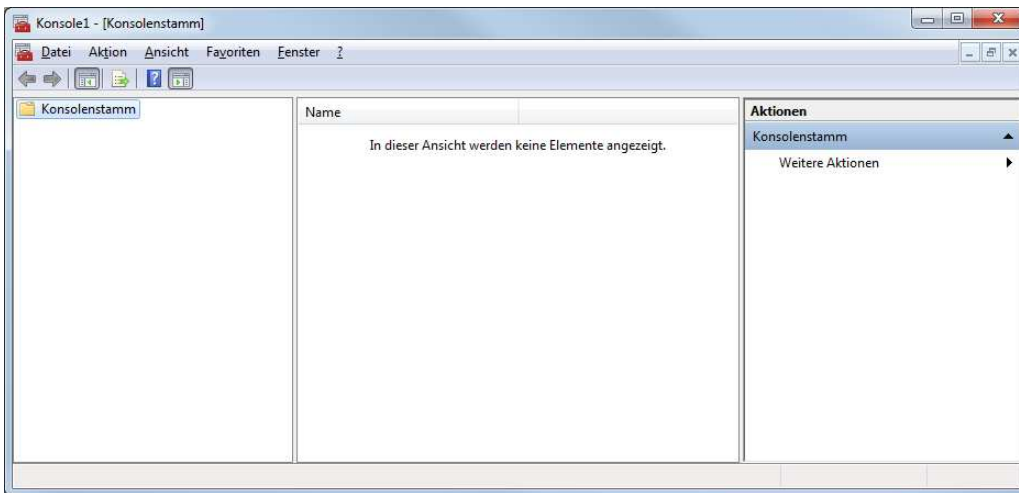 Konsole1 - [Konsolenstamm]
Datei Aktion Ansicht Favoriten Fenster ?
Konsolenstamm
Name
In dieser Ansicht werden keine Elemente angezeigt.
Aktionen
Konsolenstamm
Weitere Aktionen